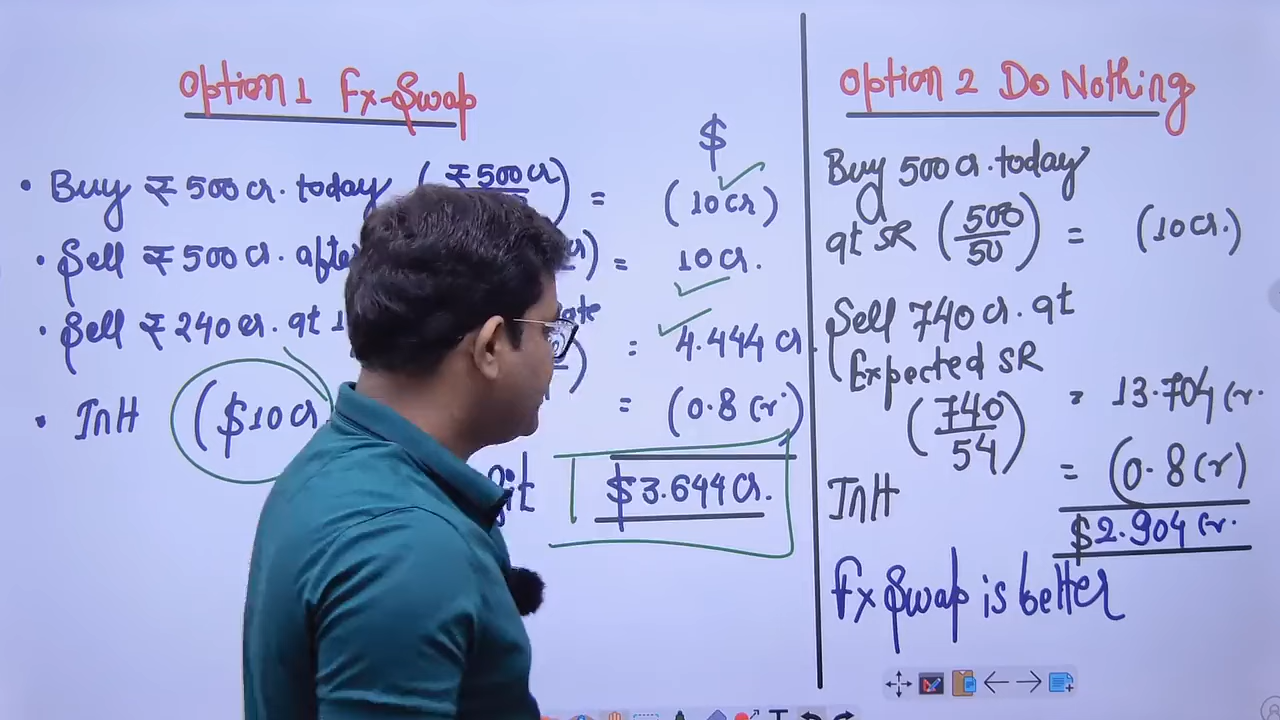 Option 1 Fx-Swap
$
• Buy ₹500 cr. today (₹500 cr) = (10 cr)
• Sell ₹500 cr. after ) = 10 cr.
• Sell ₹240 cr. at
= 4.444 cr.
• InH ($10 cr = (0.8 cr)
$3.644 cr.
Option 2 Do Nothing
Buy 500 cr. today
at SR (500/50) = (10 cr.)
Sell 740 cr. at
Expected SR
(740/54) = 13.704 cr.
InH = (0.8 cr)
$2.904 cr.
Fx Swap is better